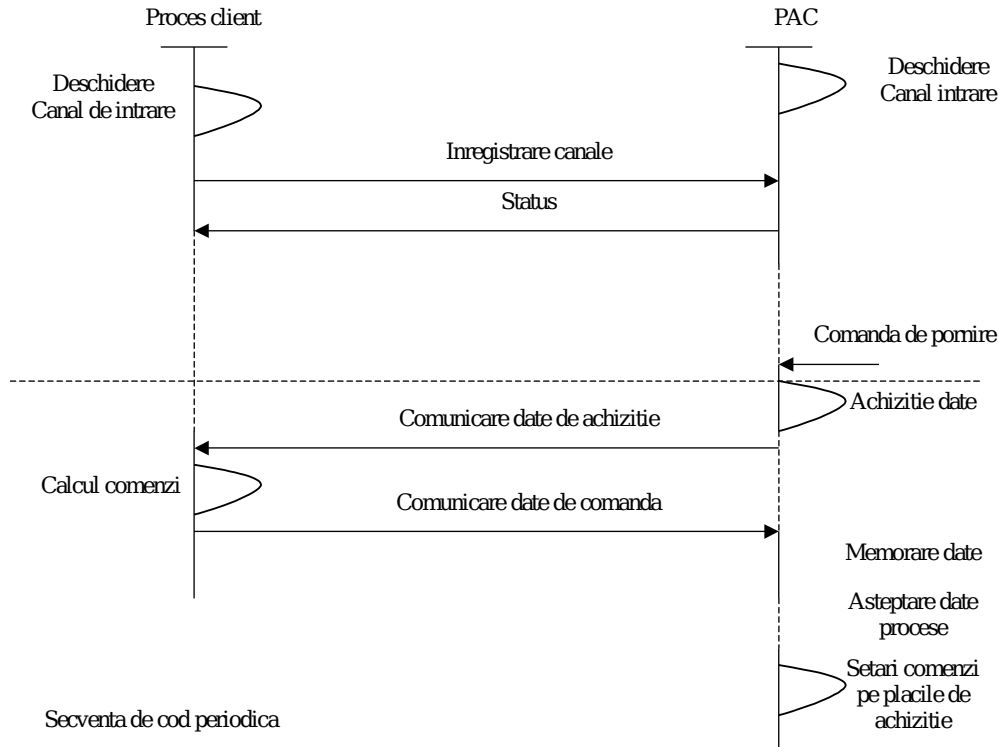 Proces client
PAC
Deschidere
Canal de intrare
Deschidere
Canal intrare
Inregistrare canale
Status
Comanda de pornire
Achizitie date
Comunicare date de achizitie
Calcul comenzi
Comunicare date de comanda
Memorare date
Asteptare date
procese
Setari comenzi
pe placile de
achizitie
Secventa de cod periodica